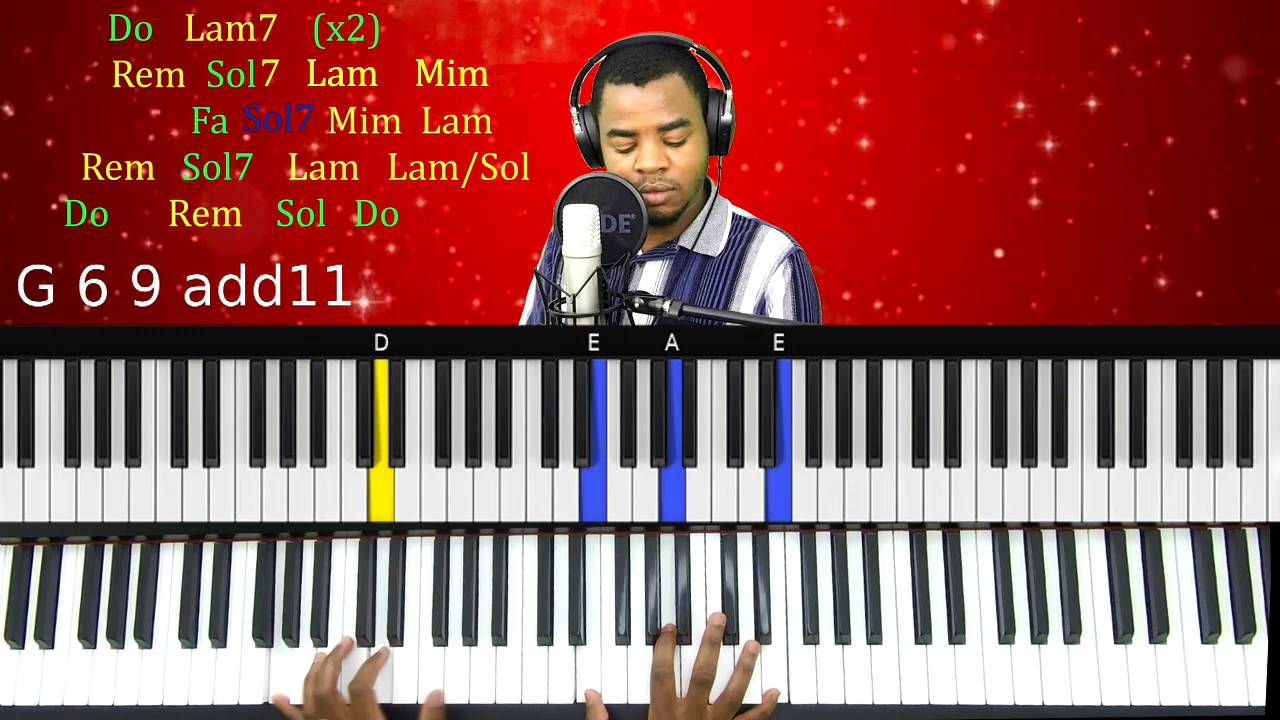 Do Lam7 (x2)
Rem Sol7 Lam Mim
Fa Sol7 Mim Lam
Rem Sol7 Lam Lam/Sol
Do Rem Sol Do
G 6 9 add11
DE
D E A E